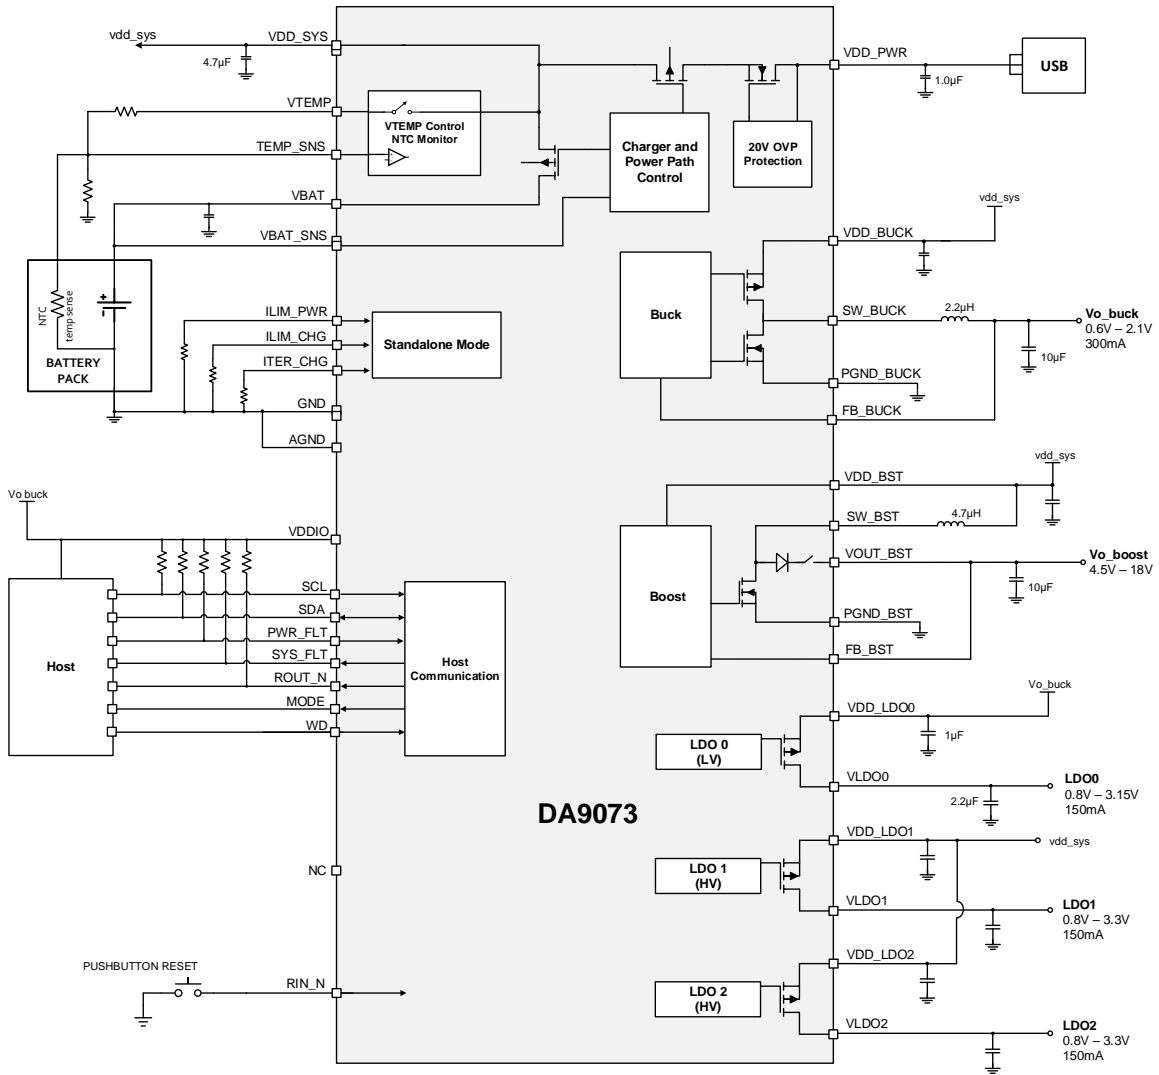 vdd_sys
VDD_SYS
4.7µF
VTEMP
TEMP_SNS
VBAT
VBAT_SNS
NTC
temp sense
+
-
BATTERY
PACK
ILIM_PWR
ILIM_CHG
ITER_CHG
GND
AGND
VTEMP Control
NTC Monitor
Standalone Mode
Charger and
Power Path
Control
20V OVP
Protection
VDD_PWR
1.0µF
USB
vdd_sys
VDD_BUCK
Buck
SW_BUCK
2.2µH
Vo_buck
0.6V – 2.1V
300mA
10µF
PGND_BUCK
FB_BUCK
vdd_sys
VDD_BST
SW_BST
4.7µH
VOUT_BST
Vo_boost
4.5V – 18V
10µF
Boost
PGND_BST
FB_BST
Vo buck
VDDIO
SCL
SDA
PWR_FLT
SYS_FLT
ROUT_N
MODE
WD
Host
Host
Communication
Vo_buck
VDD_LDO0
1µF
LDO 0
(LV)
VLDO0
2.2µF
LDO0
0.8V – 3.15V
150mA
DA9073
VDD_LDO1
vdd_sys
LDO 1
(HV)
VLDO1
LDO1
0.8V – 3.3V
150mA
NC
VDD_LDO2
LDO 2
(HV)
VLDO2
LDO2
0.8V – 3.3V
150mA
PUSHBUTTON RESET
RIN_N